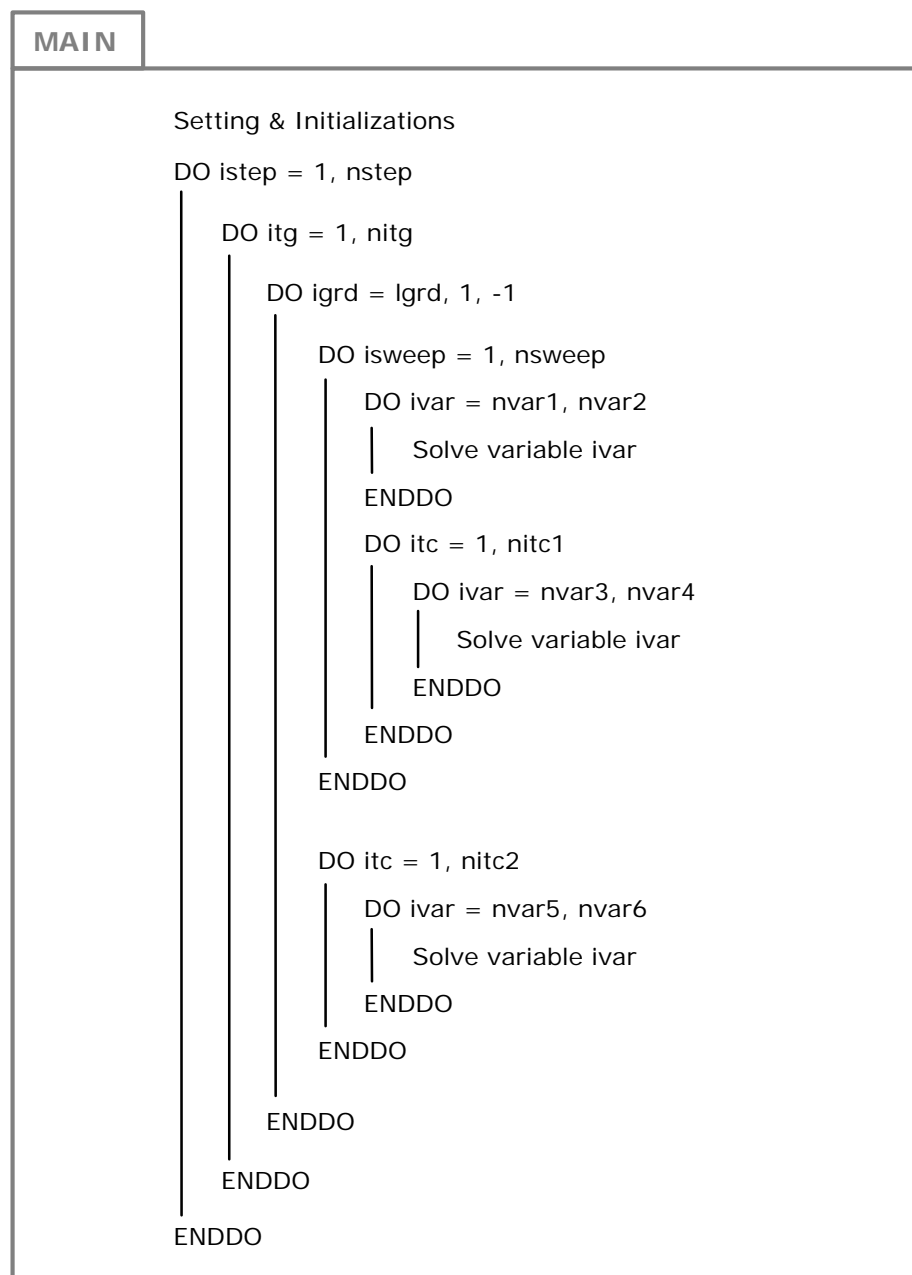 MAIN
Setting & Initializations
DO istep = 1, nstep
DO itg = 1, nitg
DO igrd = lgrd, 1, -1
DO isweep = 1, nsweep
DO ivar = nvar1, nvar2
Solve variable ivar
ENDDO
DO itc = 1, nitc1
DO ivar = nvar3, nvar4
Solve variable ivar
ENDDO
ENDDO
ENDDO
DO itc = 1, nitc2
DO ivar = nvar5, nvar6
Solve variable ivar
ENDDO
ENDDO
ENDDO
ENDDO
ENDDO